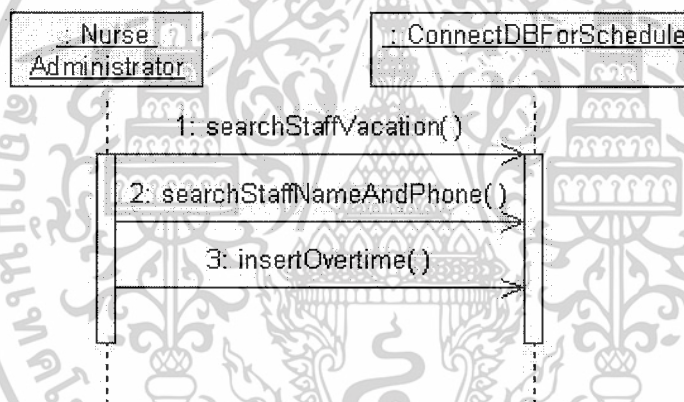 : Nurse
Administrator
: ConnectDBForSchedule
1: searchStaffVacation()
2: searchStaffNameAndPhone()
3: insertOvertime()